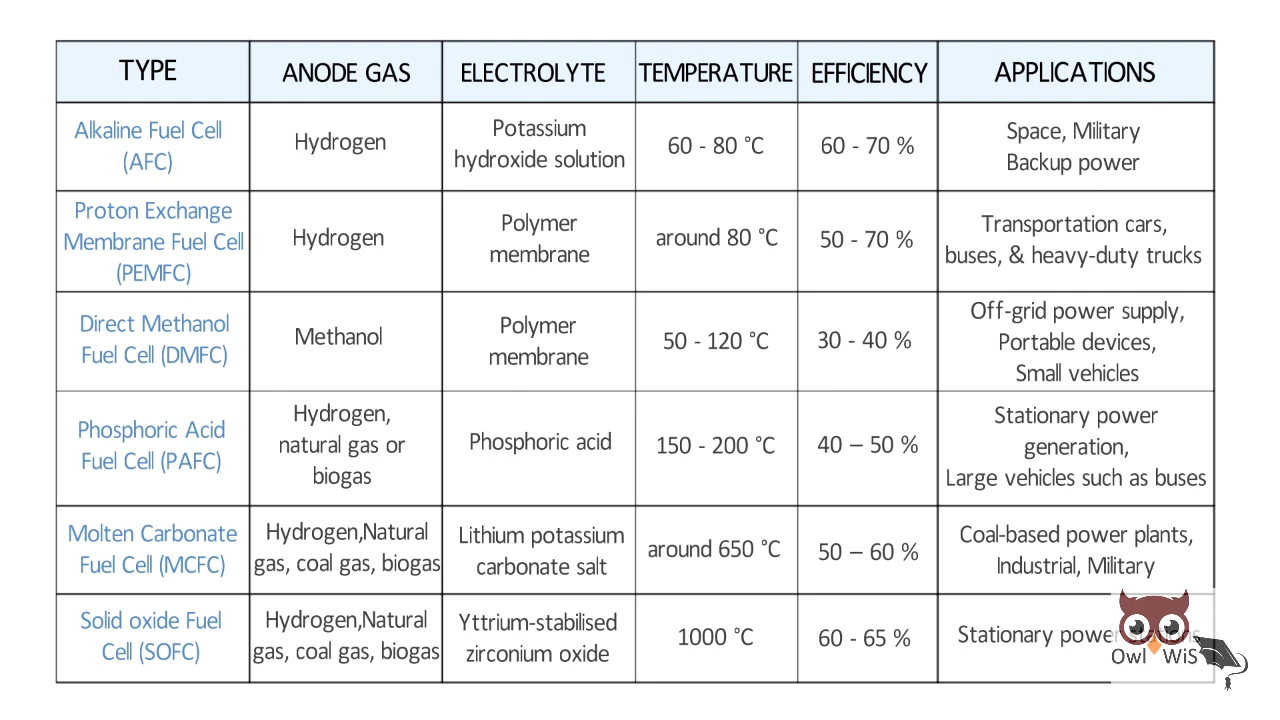 TYPE ANODE GAS ELECTROLYTE TEMPERATURE EFFICIENCY APPLICATIONS
Alkaline Fuel Cell
(AFC)
Hydrogen
Potassium
hydroxide solution
60 - 80 °C
60 - 70 %
Space, Military
Backup power
Proton Exchange
Membrane Fuel Cell
(PEMFC)
Hydrogen
Polymer
membrane
around 80 °C
50 - 70 %
Transportation cars,
buses, & heavy-duty trucks
Direct Methanol
Fuel Cell (DMFC)
Methanol
Polymer
membrane
50 - 120 °C
30 - 40 %
Off-grid power supply,
Portable devices,
Small vehicles
Phosphoric Acid
Fuel Cell (PAFC)
Hydrogen,
natural gas or
biogas
Phosphoric acid
150 - 200 °C
40 – 50 %
Stationary power
generation,
Large vehicles such as buses
Molten Carbonate
Fuel Cell (MCFC)
Hydrogen,Natural
gas, coal gas, biogas
Lithium potassium
carbonate salt
around 650 °C
50 – 60 %
Coal-based power plants,
Industrial, Military
Solid oxide Fuel
Cell (SOFC)
Hydrogen,Natural
gas, coal gas, biogas
Yttrium-stabilised
zirconium oxide
1000 °C
60 - 65 %
Stationary power
Owl WiS